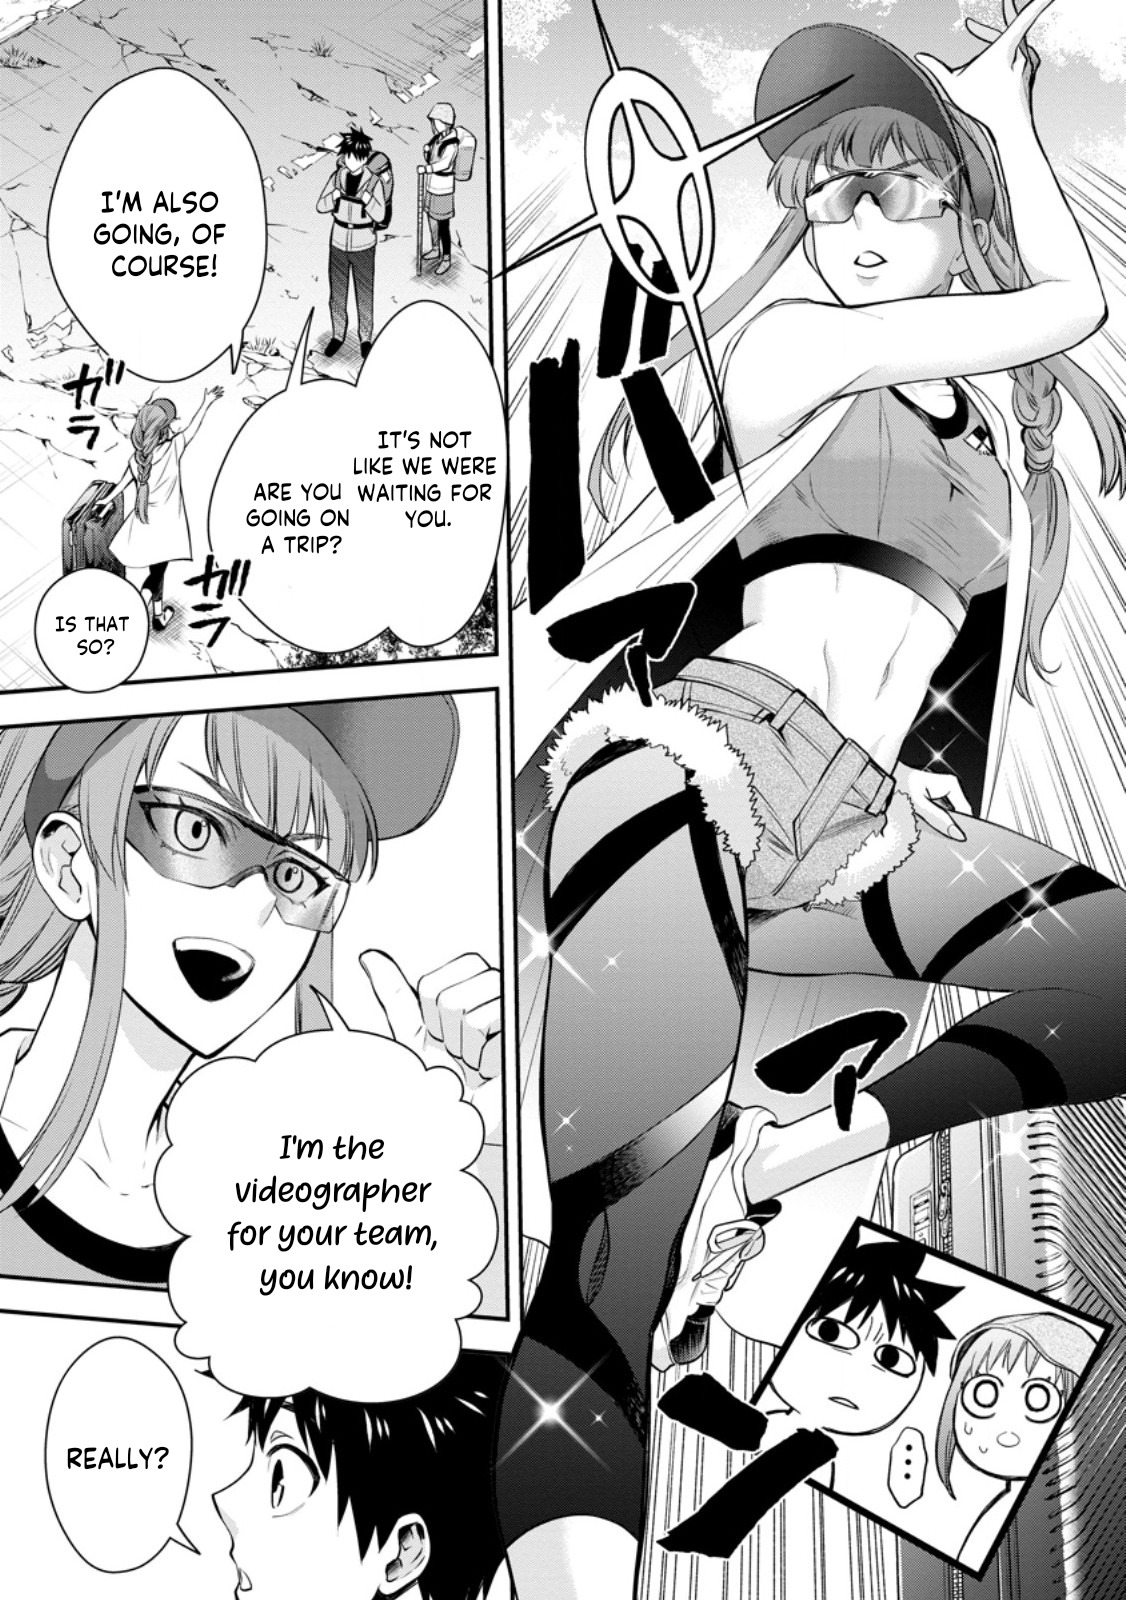 バーン
I'M ALSO
GOING, OF
COURSE!
IT'S NOT
LIKE WE WERE
WAITING FOR
YOU.
ARE YOU
GOING ON
A TRIP?
ガラ
ガラ
IS THAT
SO?
...
I'm the
videographer
for your team,
you know!
REALLY?